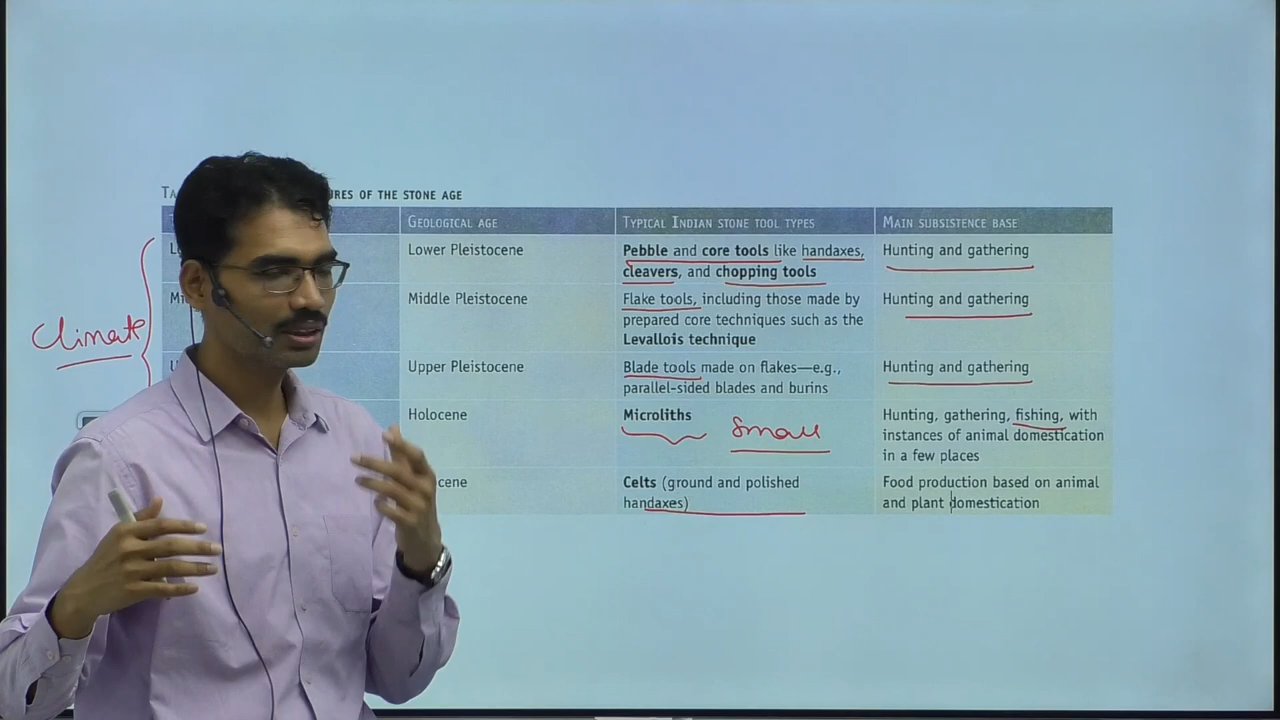 RES OF THE STONE AGE
GEOLOGICAL AGE
TYPICAL INDIAN STONE TOOL TYPES
MAIN SUBSISTENCE BASE
Lower Pleistocene
Pebble and core tools like handaxes,
cleavers, and chopping tools
Hunting and gathering
Middle Pleistocene
Flake tools, including those made by
prepared core techniques such as the
Levallois technique
Hunting and gathering
Climate
Upper Pleistocene
Blade tools made on flakes—e.g.,
parallel-sided blades and burins
Hunting and gathering
Holocene
Microliths
Small
Hunting, gathering, fishing, with
instances of animal domestication
in a few places
Celts (ground and polished
handaxes)
Food production based on animal
and plant domestication